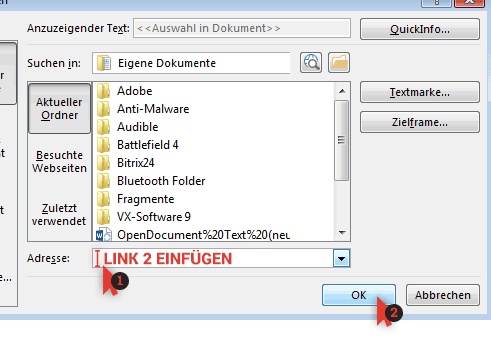 en
?
Anzuzeigender Text: <<Auswahl in Dokument>> QuickInfo...
Suchen in: Eigene Dokumente
Aktueller Ordner
Besuchte Webseiten
Zuletzt verwendet
Adobe
Anti-Malware
Audible
Battlefield 4
Bitrix24
Bluetooth Folder
Fragmente
VX-Software 9
OpenDocument%20Text%20(neu
Textmarke...
Zielframe...
Adresse: LINK 2 EINFÜGEN
1
OK Abbrechen
2